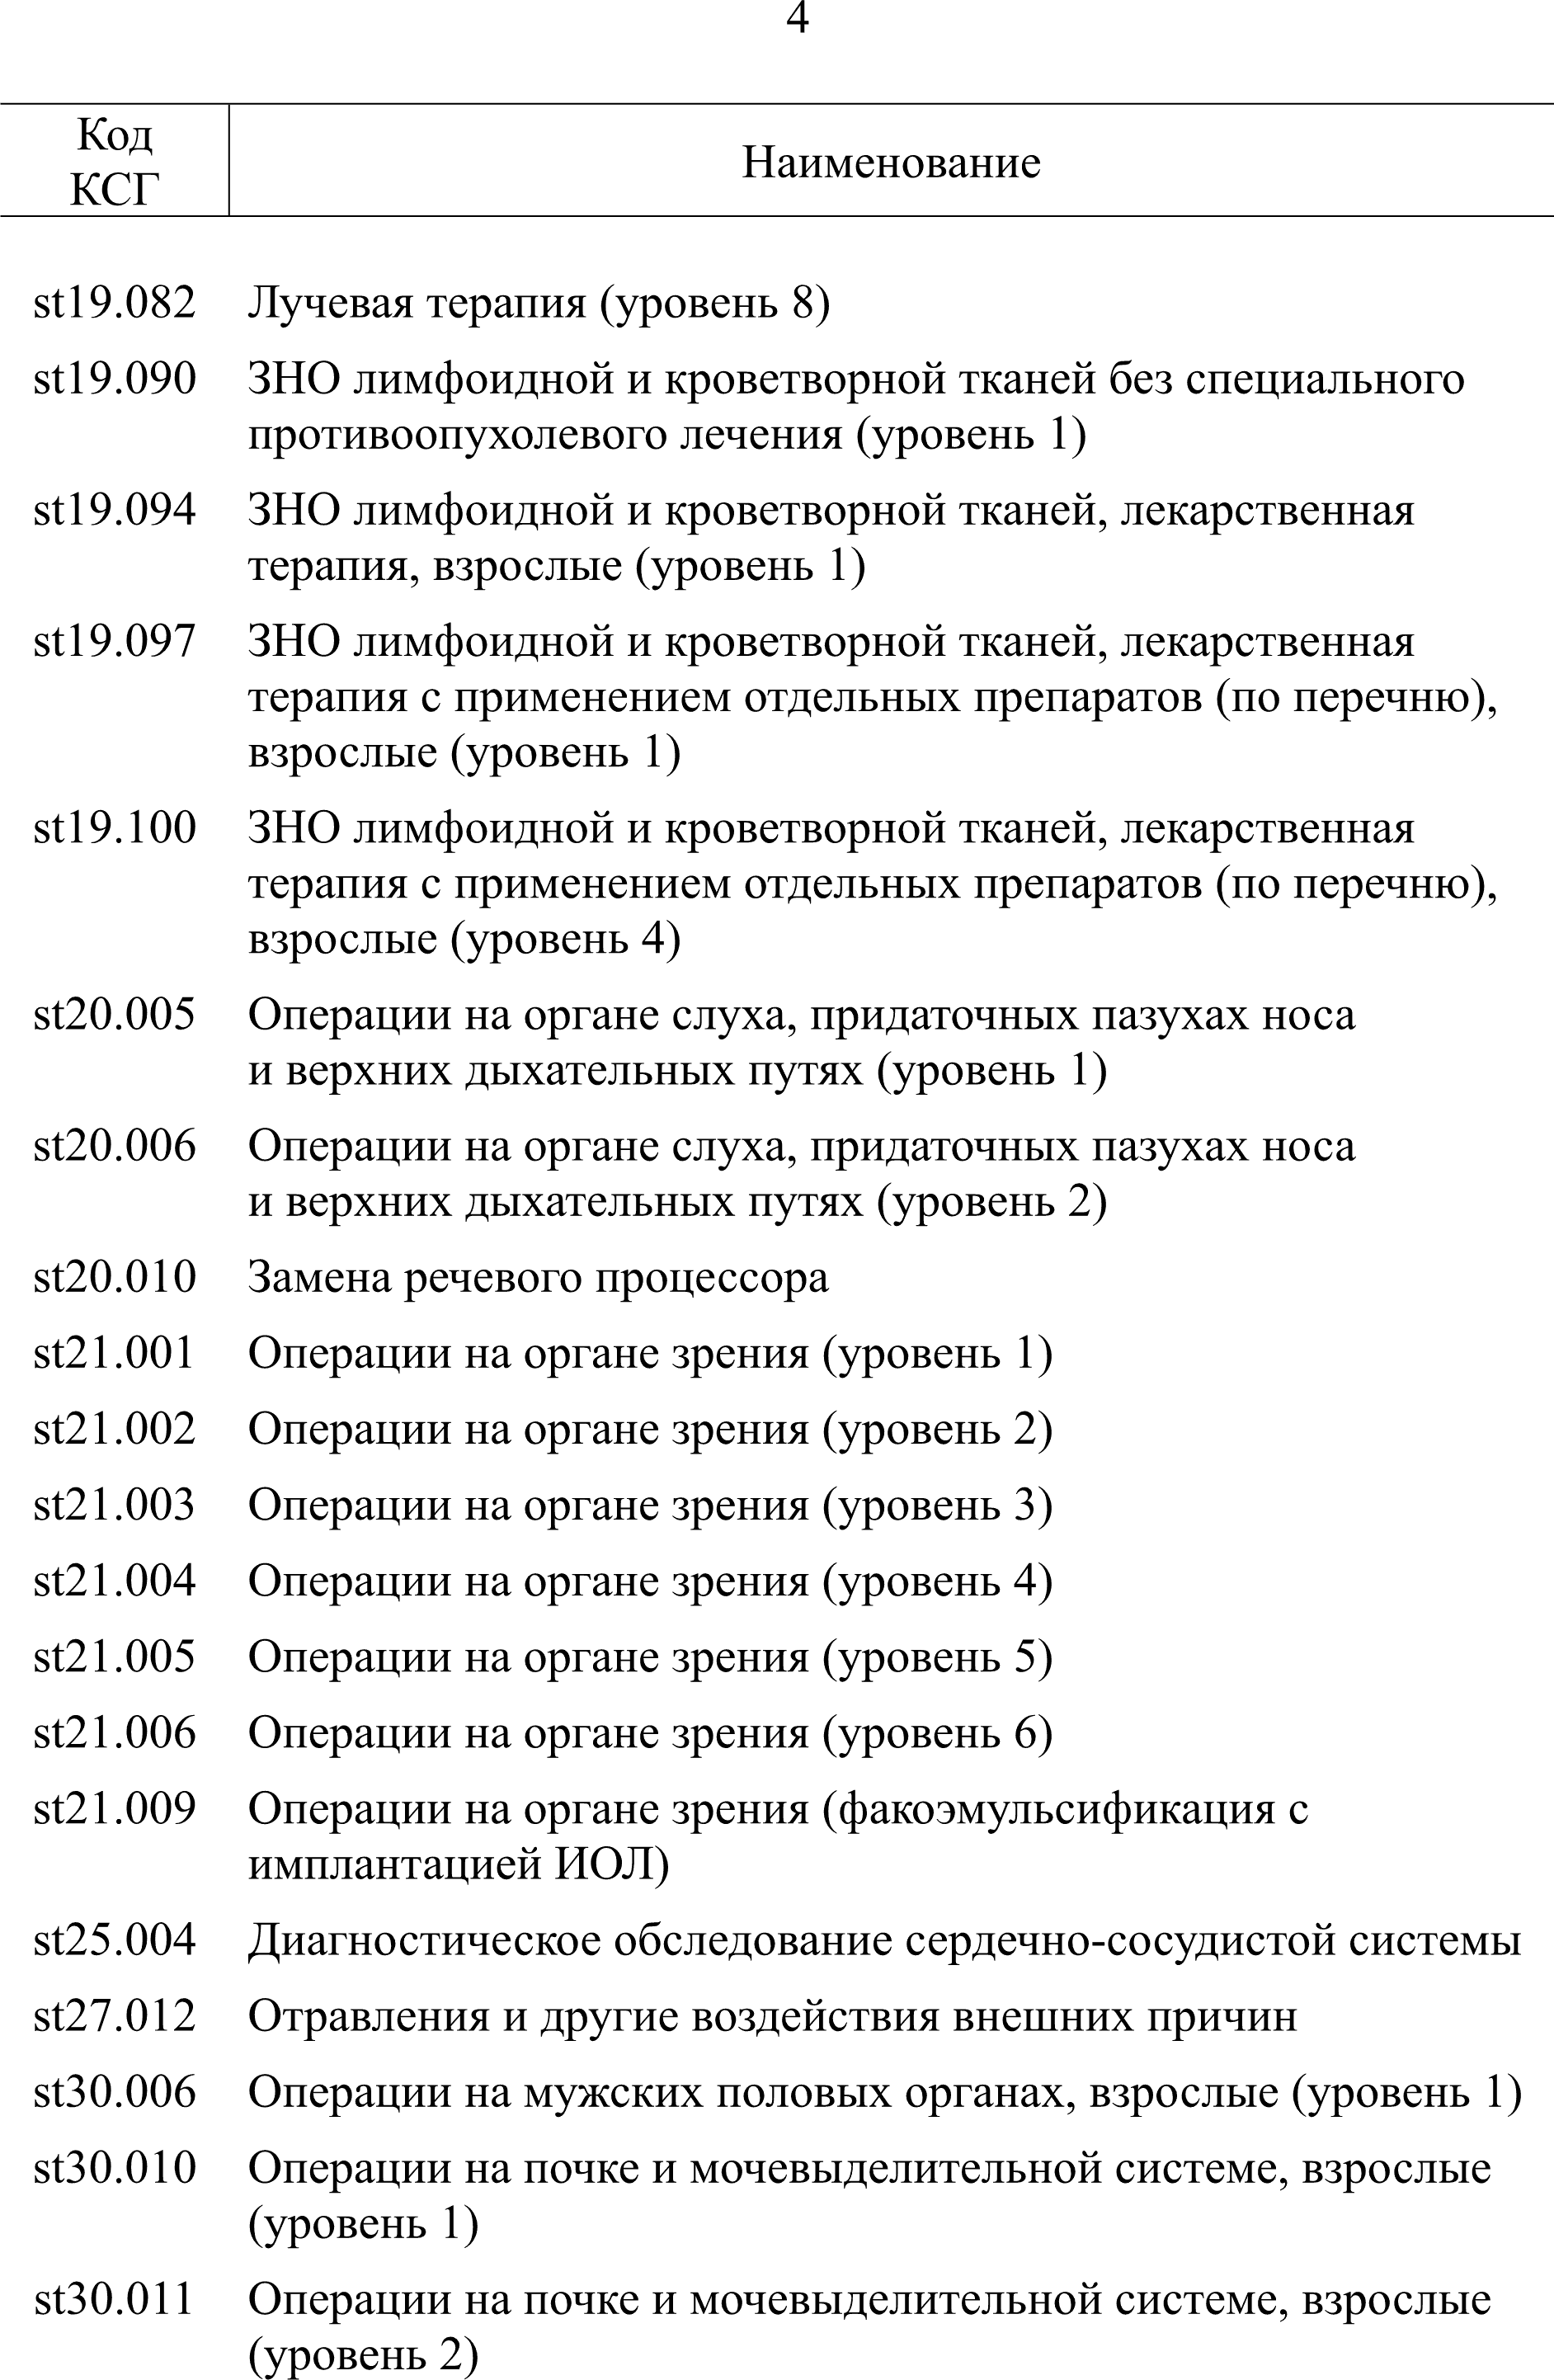 4
Код
КСГ
Наименование
st19.082 Лучевая терапия (уровень 8)
st19.090 ЗНО лимфоидной и кроветворной тканей без специального
противоопухолевого лечения (уровень 1)
st19.094 ЗНО лимфоидной и кроветворной тканей, лекарственная
терапия, взрослые (уровень 1)
st19.097 ЗНО лимфоидной и кроветворной тканей, лекарственная
терапия с применением отдельных препаратов (по перечню),
взрослые (уровень 1)
st19.100 ЗНО лимфоидной и кроветворной тканей, лекарственная
терапия с применением отдельных препаратов (по перечню),
взрослые (уровень 4)
st20.005 Операции на органе слуха, придаточных пазухах носа
и верхних дыхательных путях (уровень 1)
st20.006 Операции на органе слуха, придаточных пазухах носа
и верхних дыхательных путях (уровень 2)
st20.010 Замена речевого процессора
st21.001 Операции на органе зрения (уровень 1)
st21.002 Операции на органе зрения (уровень 2)
st21.003 Операции на органе зрения (уровень 3)
st21.004 Операции на органе зрения (уровень 4)
st21.005 Операции на органе зрения (уровень 5)
st21.006 Операции на органе зрения (уровень 6)
st21.009 Операции на органе зрения (факоэмульсификация с
имплантацией ИОЛ)
st25.004 Диагностическое обследование сердечно-сосудистой системы
st27.012 Отравления и другие воздействия внешних причин
st30.006 Операции на мужских половых органах, взрослые (уровень 1)
st30.010 Операции на почке и мочевыделительной системе, взрослые
(уровень 1)
st30.011 Операции на почке и мочевыделительной системе, взрослые
(уровень 2)